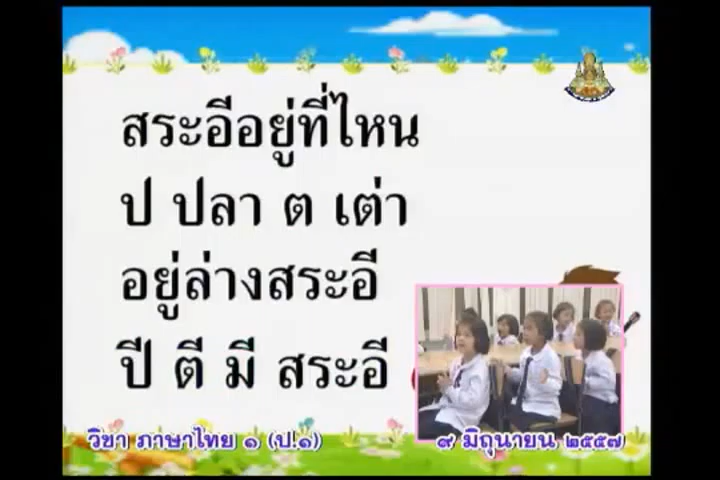 สระอีอยู่ที่ไหน
ป ปลา ต เต่า
อยู่ล่างสระอี
ปี ตี มี สระอี
วิชา ภาษาไทย ๑ (ป.๑)
๙ มิถุนายน ๒๕๕๗